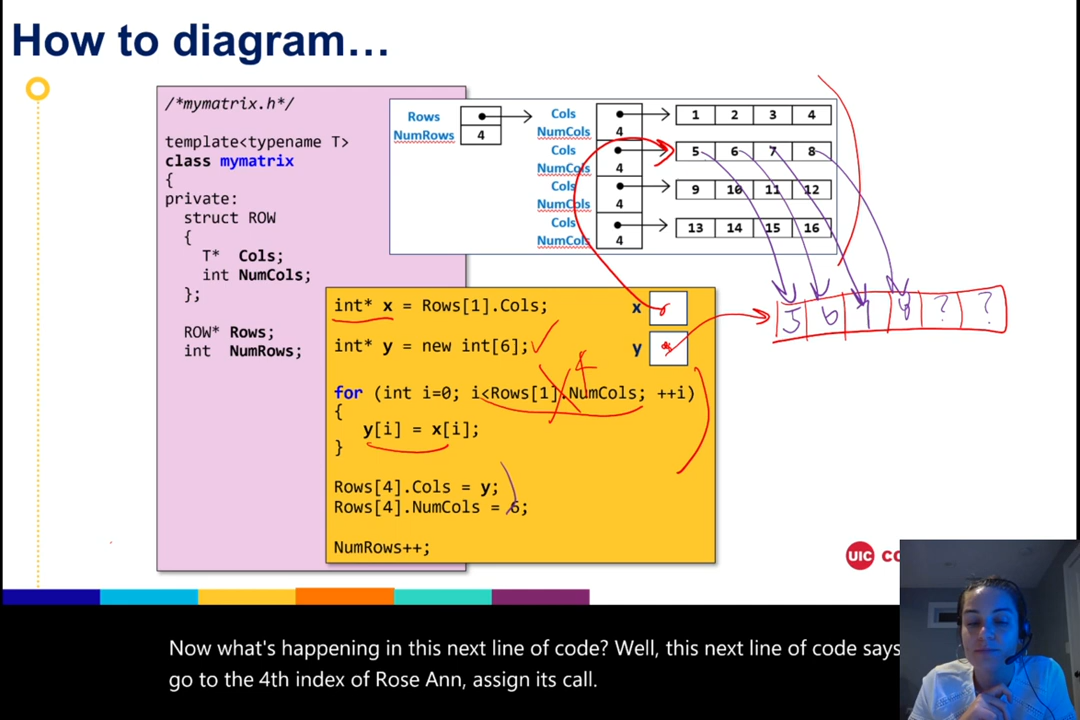 How to diagram...
/*mymatrix.h*/
template<typename T>
class mymatrix
{
private:
struct ROW
{
T* Cols;
int NumCols;
};
ROW* Rows;
int NumRows;
Rows
NumRows 4
Cols
NumCols 4
Cols
NumCols 4
Cols
NumCols 4
Cols
NumCols 4
1 2 3 4
5 6 7 8
9 10 11 12
13 14 15 16
int* x = Rows[1].Cols;
x
int* y = new int[6];
y
5 6 7 8 ? ?
4
for (int i=0; i<Rows[1].NumCols; ++i)
{
y[i] = x[i];
}
Rows[4].Cols = y;
Rows[4].NumCols = 6;
NumRows++;
UIC
Now what's happening in this next line of code? Well, this next line of code says
go to the 4th index of Rose Ann, assign its call.